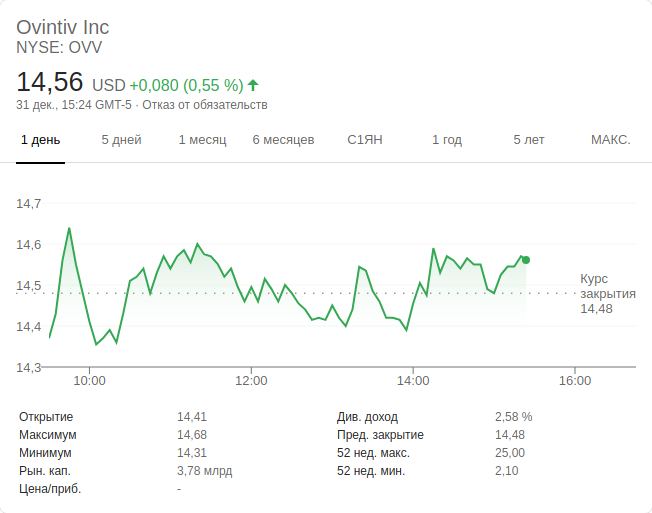 Ovintiv Inc
NYSE: OVV
14,56 USD +0,080 (0,55 %)
31 дек., 15:24 GMT-5 · Отказ от обязательств
1 день 5 дней 1 месяц 6 месяцев С1ЯН 1 год 5 лет МАКС.
14,7
14,6
14,5
14,4
14,3
Курс
закрытия
14,48
10:00 12:00 14:00 16:00
Открытие 14,41 Див. доход 2,58 %
Максимум 14,68 Пред. закрытие 14,48
Минимум 14,31 52 нед. макс. 25,00
Рын. кап. 3,78 млрд 52 нед. мин. 2,10
Цена/приб. -